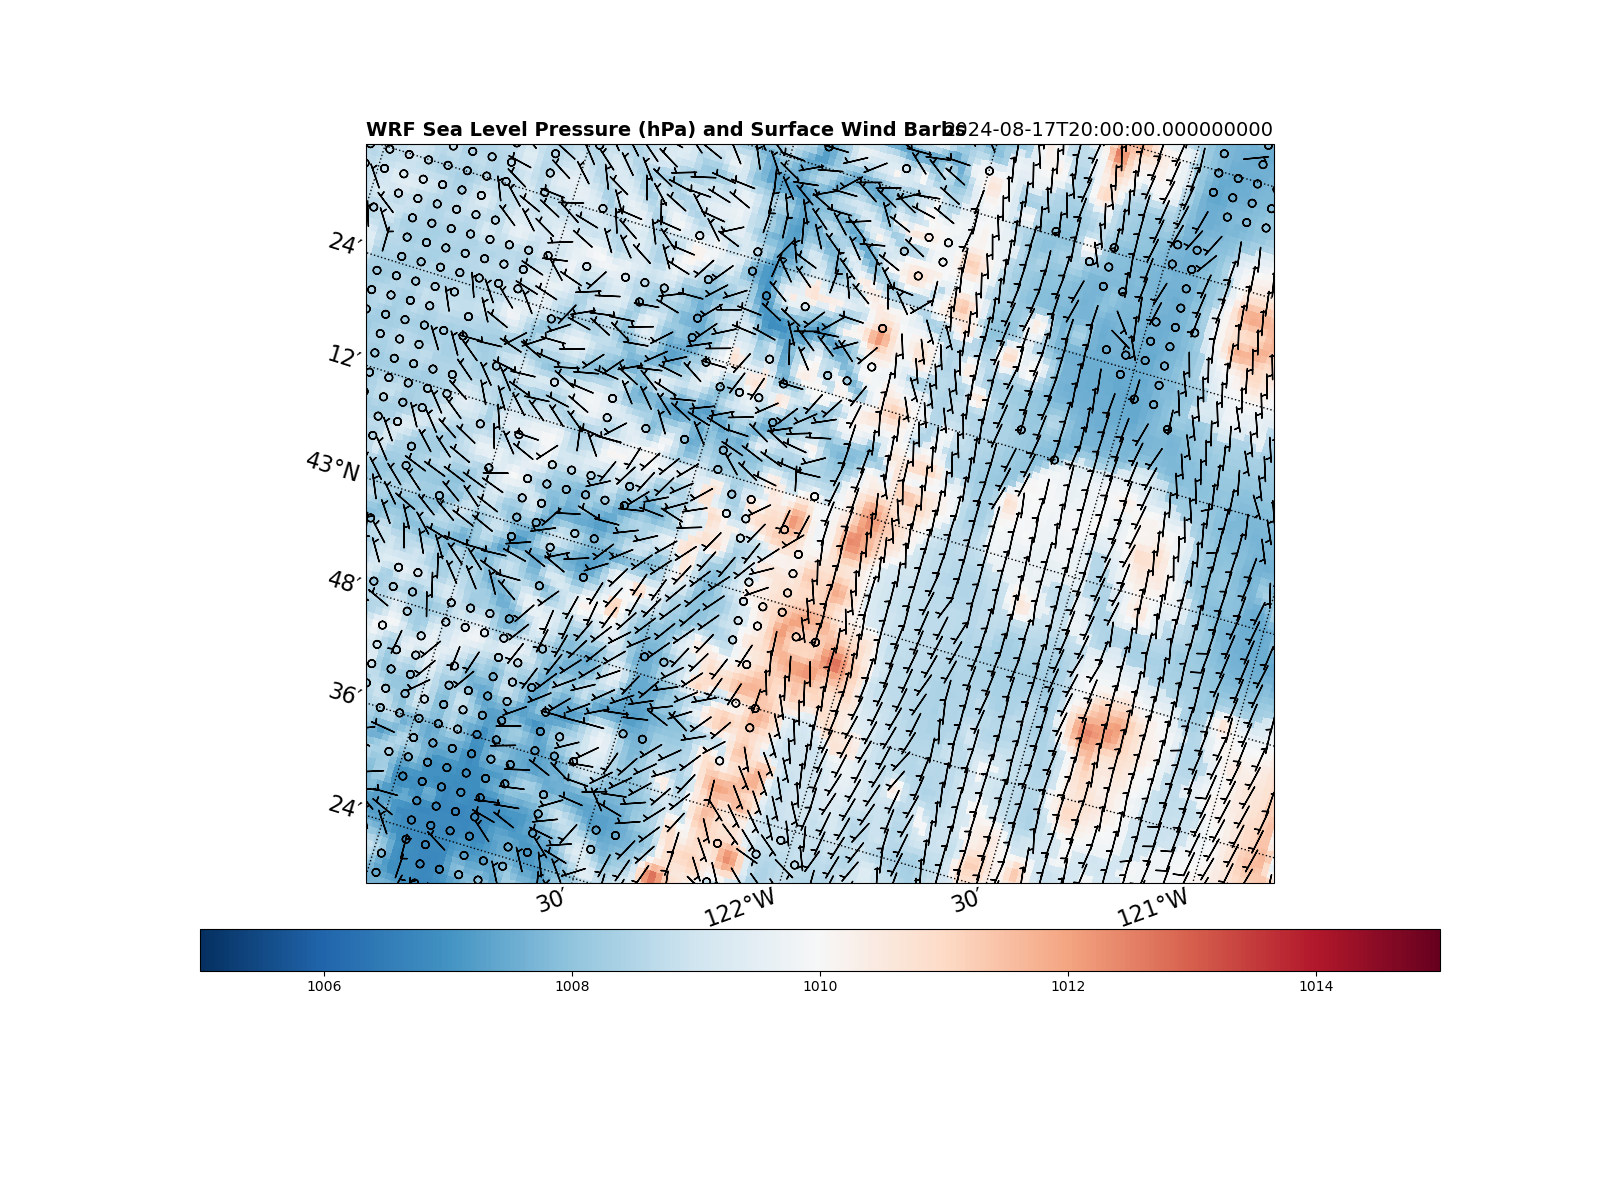 WRF Sea Level Pressure (hPa) and Surface Wind Barbs 2024-08-17T20:00:00.000000000
24′
12′
43°N
48′
36′
24′
30′ 122°W 30′ 121°W
1006 1008 1010 1012 1014